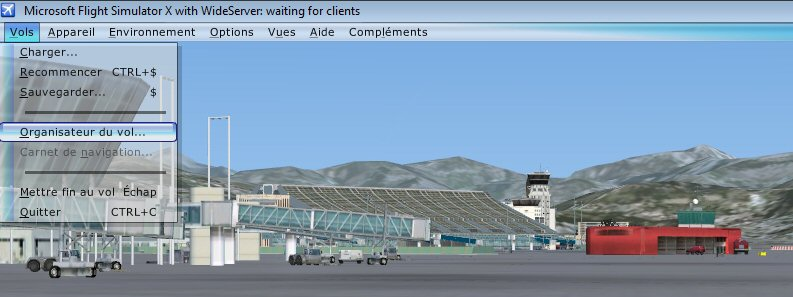 Microsoft Flight Simulator X with WideServer: waiting for clients
Vols Appareil Environnement Options Vues Aide Compléments
Charger...
Recommencer CTRL+$
Sauvegarder... $
Organisateur du vol...
Carnet de navigation...
Mettre fin au vol Échap
Quitter CTRL+C